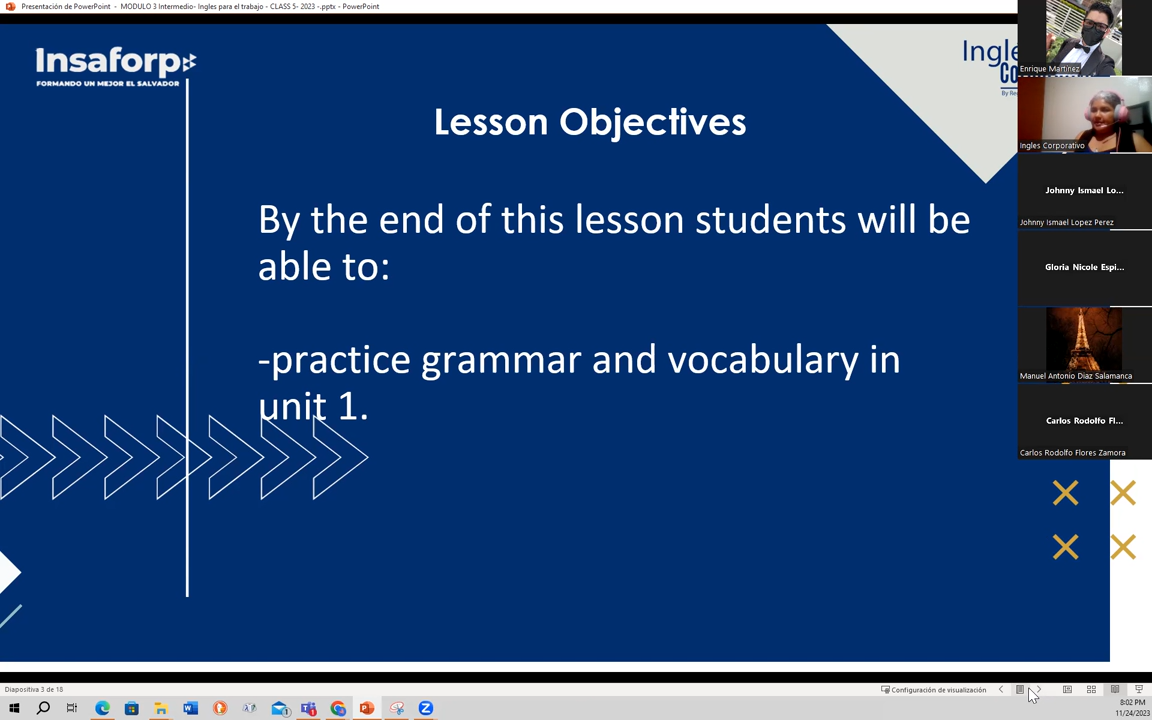 Presentación de PowerPoint - MODULO 3 Intermedio- Ingles para el trabajo - CLASS 5- 2023 -.pptx - PowerPoint
Insaforp
FORMANDO UN MEJOR EL SALVADOR
Lesson Objectives
By the end of this lesson students will be
able to:
-practice grammar and vocabulary in
unit 1.
Enrique Martinez
Ingles Corporativo
Johnny Ismael Lo...
Johnny Ismael Lopez Perez
Gloria Nicole Espi...
Manuel Antonio Diaz Salamanca
Carlos Rodolfo Fl...
Carlos Rodolfo Flores Zamora
Diapositiva 3 de 18
Configuración de visualización
8:02 PM
11/24/2023